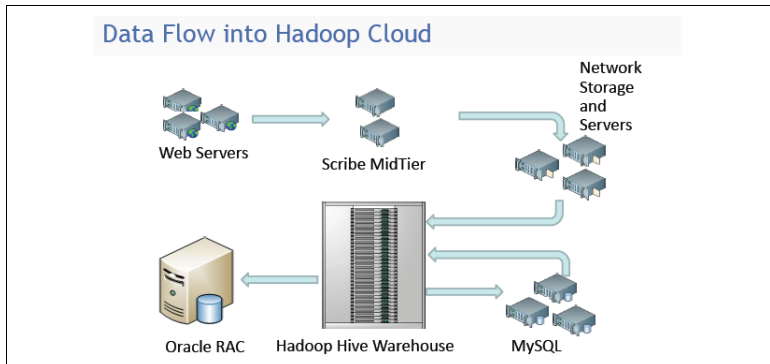 Data Flow into Hadoop Cloud
Network
Storage
and
Servers
Web Servers
Scribe MidTier
Oracle RAC
Hadoop Hive Warehouse
MySQL